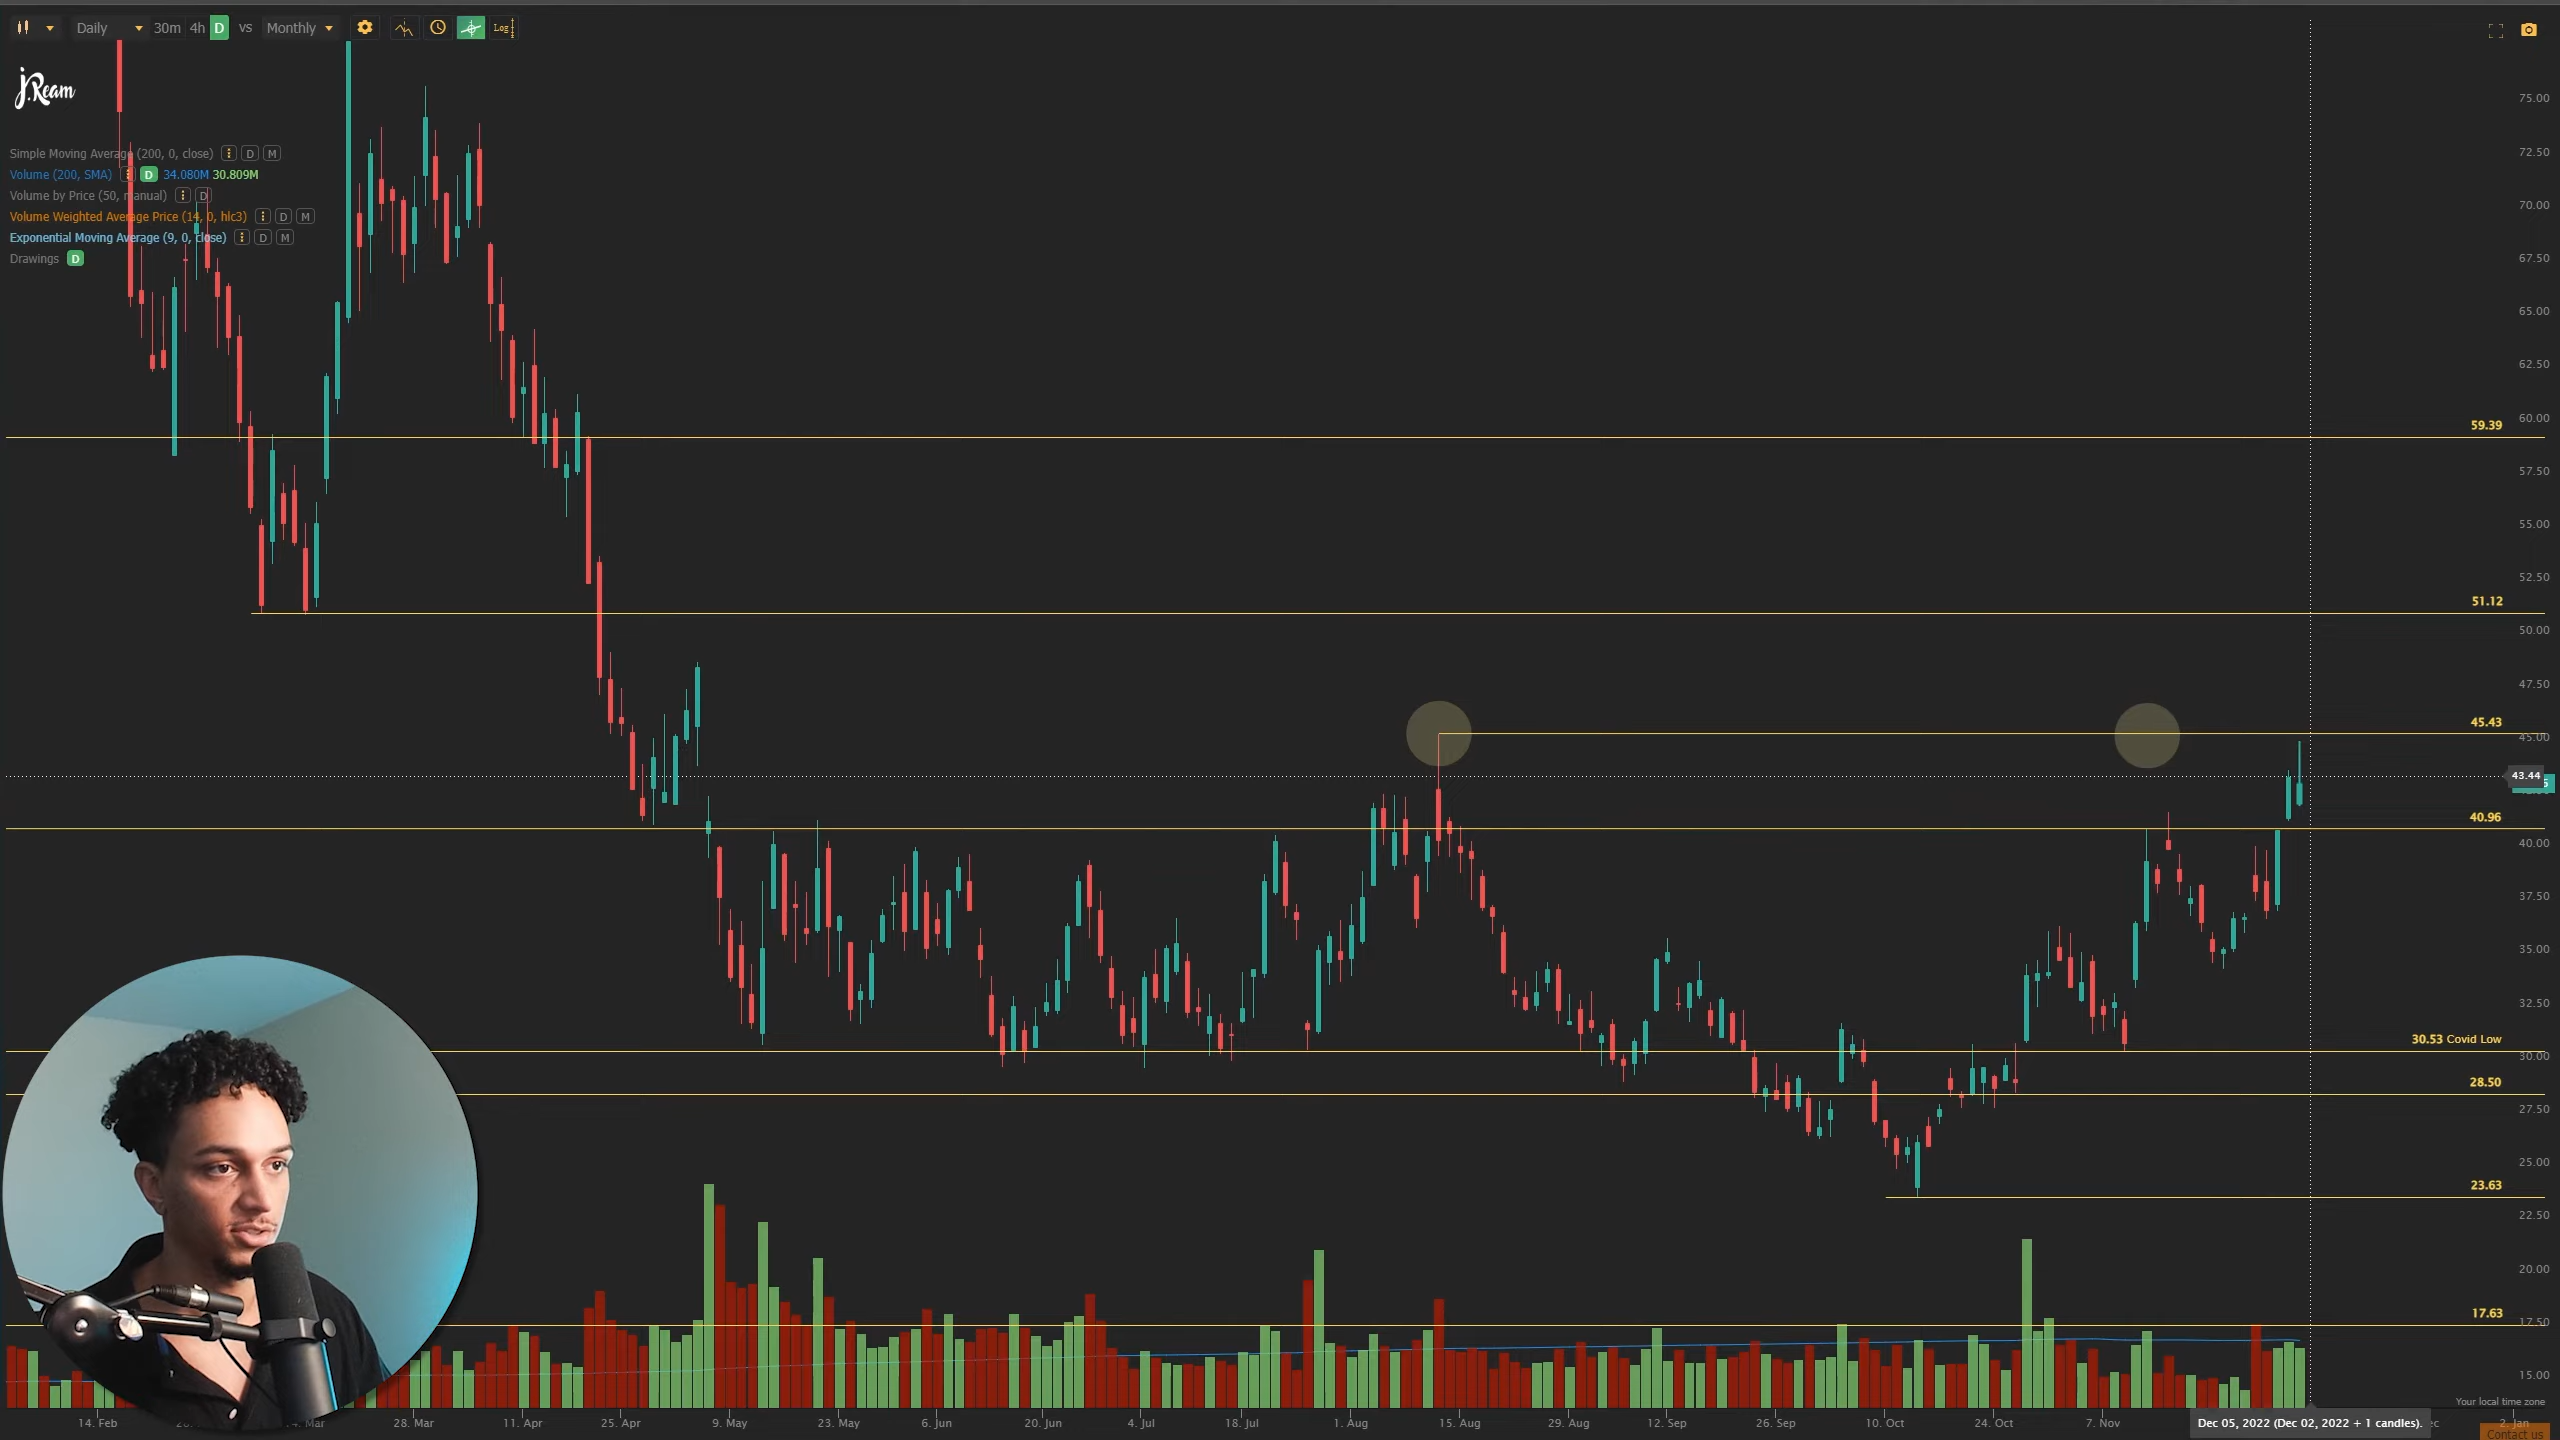 Daily 30m 4h D vs Monthly Log
J.Ream
Simple Moving Average (200, 0, close) D M
Volume (200, SMA) D 34.080M 30.809M
Volume by Price (50, manual) D
Volume Weighted Average Price (14, 0, hlc3) D M
Exponential Moving Average (9, 0, close) D M
Drawings D
75.00
72.50
70.00
67.50
65.00
62.50
60.00
59.39
57.50
55.00
52.50
51.12
50.00
47.50
45.43
45.00
43.44
40.96
40.00
37.50
35.00
32.50
30.53 Covid Low
30.00
28.50
27.50
25.00
23.63
22.50
20.00
17.63
17.50
15.00
Your local time zone
14. Feb 28. Mar 11. Apr 25. Apr 9. May 23. May 6. Jun 20. Jun 4. Jul 18. Jul 1. Aug 15. Aug 29. Aug 12. Sep 26. Sep 10. Oct 24. Oct 7. Nov Dec 05, 2022 (Dec 02, 2022 + 1 candles). 2. Jan
Contact us